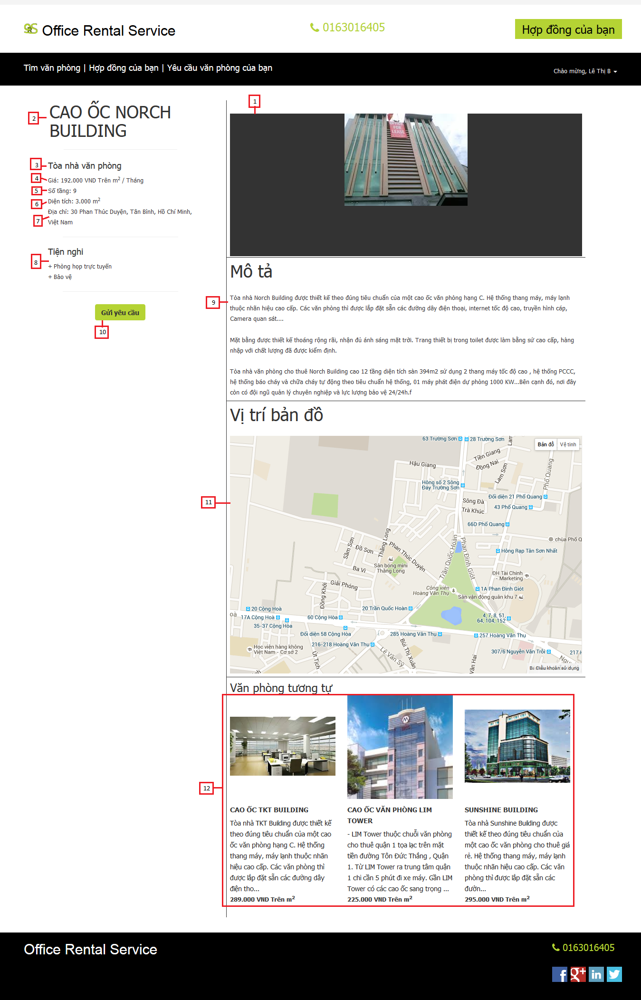 Office Rental Service
0163016405
Hợp đồng của bạn
Tìm văn phòng | Hợp đồng của bạn | Yêu cầu văn phòng của bạn
Chào mừng, Lê Thị B
1
2
CAO ỐC NORCH
BUILDING
3
Tòa nhà văn phòng
4
Giá: 192.000 VND Trên m2 / Tháng
5
Số tầng: 9
6
Diện tích: 3.000 m2
7
Địa chỉ: 30 Phan Thúc Duyện, Tân Bình, Hồ Chí Minh,
Việt Nam
8
Tiện nghi
+ Phòng họp trực tuyến
+ Bảo vệ
Gửi yêu cầu
10
OFFICE
FOR
LEASE
Mô tả
9
Tòa nhà Norch Building được thiết kế theo đúng tiêu chuẩn của một cao ốc văn phòng hạng C. Hệ thống thang máy, máy lạnh
thuộc nhãn hiệu cao cấp. Các văn phòng thì được lắp đặt sẵn các đường dây điện thoại, internet tốc độ cao, truyền hình cáp,
Camera quan sát....
Mặt bằng được thiết kế thoáng rộng rãi, nhận đủ ánh sáng mặt trời. Trang thiết bị trong toilet được làm bằng sứ cao cấp, hàng
nhập với chất lượng đã được kiểm định.
Tòa nhà văn phòng cho thuê Norch Building cao 12 tầng diện tích sàn 394m2 sử dụng 2 thang máy tốc độ cao , hệ thống PCCC,
hệ thống báo cháy và chữa cháy tự động theo tiêu chuẩn hệ thống, 01 máy phát điện dự phòng 1000 KW...Bên cạnh đó, nơi đây
còn có đội ngũ quản lý chuyên nghiệp và lực lượng bảo vệ 24/24h.f
Vị trí bản đồ
11
63 Trường Sơn
28 Trường Sơn
Lam
Bản đồ
Vệ tinh
Tiền Giang
Đồng Nai
Hậu Giang
Lam Sơn
Phổ Quang
Hông số 2 Sông
Đáy Trường Sơn
Đối diện 21 Phổ Quang
Sông Đà
43 Phổ Quang
Trà Khúc
66D Phổ Quang
chùa Phổ Q
Sầm Sơn
Đồ Sơn
Thăng Long
Phan Thúc Duyện
Trần Quốc Hoàn
Phan Đình Giót
Hông Rạp Tân Sơn Nhất
Ba Vì
Sân bóng mini
Thăng Long
ĐH Tài Chính
- Marketing
Giải Phóng
Đồng Khởi
Công viên
Hoàng Văn Thụ
1A Phan Đình Giót
Sân vận động quân khu 7
20 Cộng Hoà
20 Trần Quốc Hoàn
oà
17A Cộng Hoà
60 Cộng Hòa
4, 7, 8, 51,
64, 104, 152
35-37 Cộng Hòa
Đối diện 58 Cộng Hòa
285 Hoàng Văn Thụ
257 Hoàng Văn Thụ
216-218 Hoàng Văn Thụ
Học viện hàng không
Việt Nam - Cơ sở 2
Út Tịch
Lê Văn Sỹ
Bùi Thị Xuân
Văn Hai
307/6 Nguyễn Văn Trỗi
217 H
Ngu
nh
Điều khoản sử dụng
Văn phòng tương tự
12
CAO ỐC TKT BUILDING
Tòa nhà TKT Building được thiết kế
theo đúng tiêu chuẩn của một cao
ốc văn phòng hạng C. Hệ thống
thang máy, máy lạnh thuộc nhãn
hiệu cao cấp. Các văn phòng thì
được lắp đặt sẵn các đường dây
điện tho...
289.000 VND Trên m2
CAO ỐC VĂN PHÒNG LIM
TOWER
- LIM Tower thuộc chuỗi văn phòng
cho thuê quận 1 tọa lạc trên mặt
tiền đường Tôn Đức Thắng , Quận
1. Từ LIM Tower ra trung tâm quận
1 chỉ cần 5 phút đi xe máy. Gần LIM
Tower có các cao ốc sang trọng ...
225.000 VND Trên m2
SUNSHINE BUILDING
Tòa nhà Sunshine Building được
thiết kế theo đúng tiêu chuẩn của
một cao ốc văn phòng cho thuê giá
rẻ. Hệ thống thang máy, máy lạnh
thuộc nhãn hiệu cao cấp. Các văn
phòng thì được lắp đặt sẵn các
đườn...
295.000 VND Trên m2
Office Rental Service
0163016405